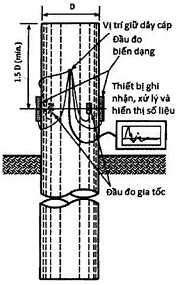 D
1.5 D (min.)
Vị trí giữ dây cáp
Đầu đo
biến dạng
Thiết bị ghi
nhận, xử lý và
hiển thị số liệu
Đầu đo gia tốc